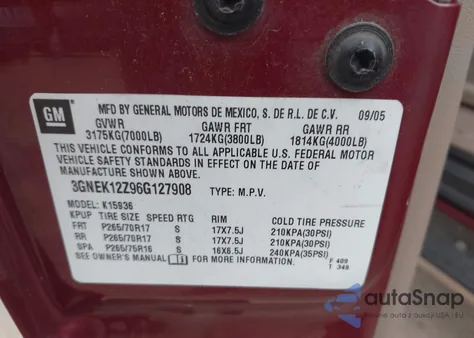 GM
MFD BY GENERAL MOTORS DE MEXICO, S. DE R.L. DE C.V. 09/05
GVWR GAWR FRT GAWR RR
3175KG(7000LB) 1724KG(3800LB) 1814KG(4000LB)
THIS VEHICLE CONFORMS TO ALL APPLICABLE U.S. FEDERAL MOTOR
VEHICLE SAFETY STANDARDS IN EFFECT ON THE DATE OF
MANUFACTURE SHOWN ABOVE.
3GNEK12Z96G127908 TYPE: M.P.V.
MODEL: K15936
KPUP TIRE SIZE SPEED RTG RIM COLD TIRE PRESSURE
FRT P265/70R17 S 17X7.5J 210KPA(30PSI)
RR P265/70R17 S 17X7.5J 210KPA(30PSI)
SPA P265/75R16 S 16X6.5J 240KPA(35PSI)
SEE OWNER'S MANUAL FOR MORE INFORMATION. F 409
T 349
autoSnap